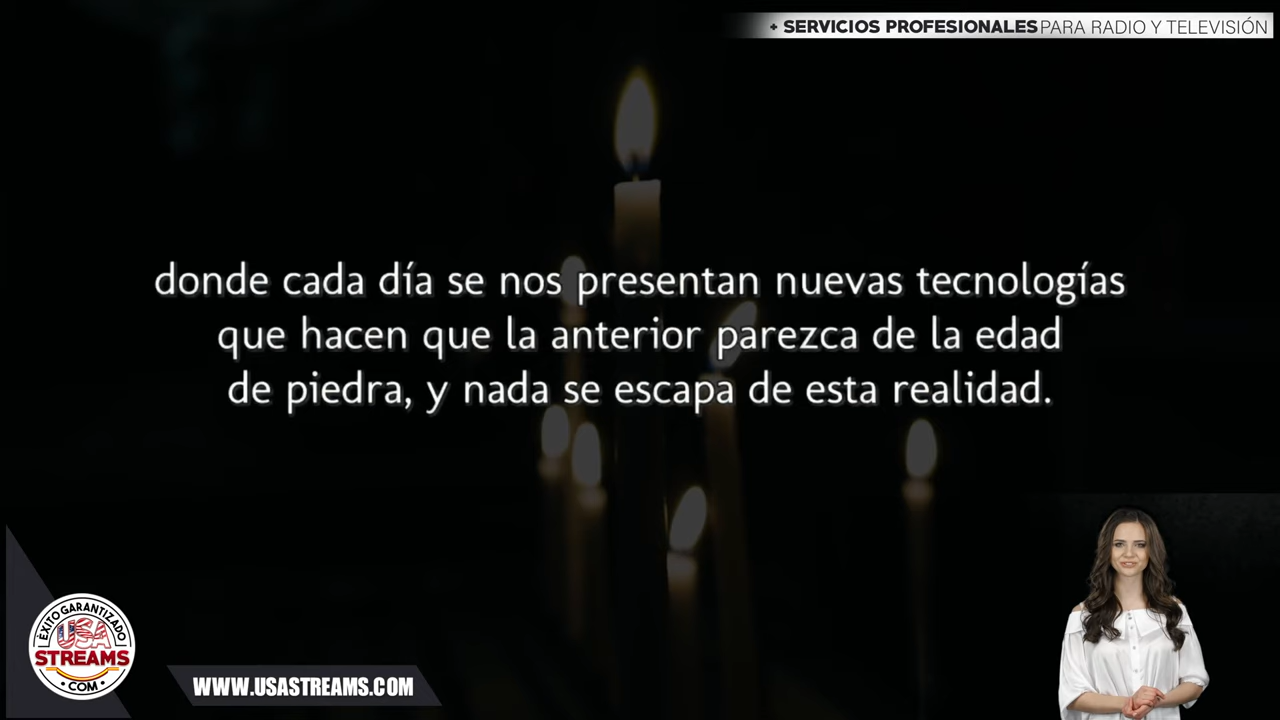 + SERVICIOS PROFESIONALES PARA RADIO Y TELEVISIÓN
donde cada día se nos presentan nuevas tecnologías
que hacen que la anterior parezca de la edad
de piedra, y nada se escapa de esta realidad.
ÉXITO GARANTIZADO
USA
STREAMS
• COM •
WWW.USASTREAMS.COM